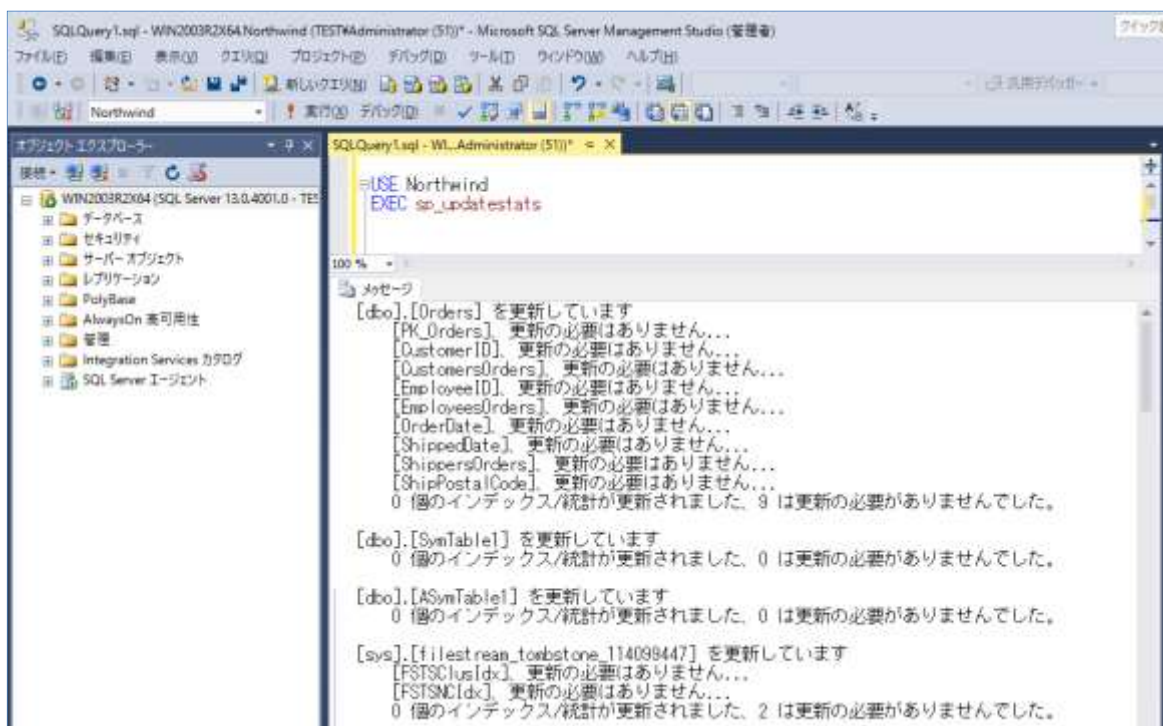 SQLQuery1.sql - WIN2003R2X64.Northwind (TEST¥Administrator (51))* - Microsoft SQL Server Management Studio (管理者)
ファイル(F) 編集(E) 表示(V) クエリ(Q) プロジェクト(P) デバッグ(D) ツール(T) ウィンドウ(W) ヘルプ(H)
新しいクエリ(N) 汎用デバッガー
Northwind 実行(X) デバッグ(D)
オブジェクト エクスプローラー
接続
WIN2003R2X64 (SQL Server 13.0.4001.0 - TES
データベース
セキュリティ
サーバー オブジェクト
レプリケーション
PolyBase
AlwaysOn 高可用性
管理
Integration Services カタログ
SQL Server エージェント
SQLQuery1.sql - WI...Administrator (51))*
USE Northwind
EXEC sp_updatestats
100 %
メッセージ
[dbo].[Orders] を更新しています
[PK_Orders]、更新の必要はありません...
[CustomerID]、更新の必要はありません...
[CustomersOrders]、更新の必要はありません...
[EmployeeID]、更新の必要はありません...
[EmployeesOrders]、更新の必要はありません...
[OrderDate]、更新の必要はありません...
[ShippedDate]、更新の必要はありません...
[ShippersOrders]、更新の必要はありません...
[ShipPostalCode]、更新の必要はありません...
0 個のインデックス/統計が更新されました、9 は更新の必要がありませんでした。
[dbo].[SymTable1] を更新しています
0 個のインデックス/統計が更新されました、0 は更新の必要がありませんでした。
[dbo].[ASymTable1] を更新しています
0 個のインデックス/統計が更新されました、0 は更新の必要がありませんでした。
[sys].[filestream_tombstone_114099447] を更新しています
[FSTSClusIdx]、更新の必要はありません...
[FSTSNCIdx]、更新の必要はありません...
0 個のインデックス/統計が更新されました、2 は更新の必要がありませんでした。